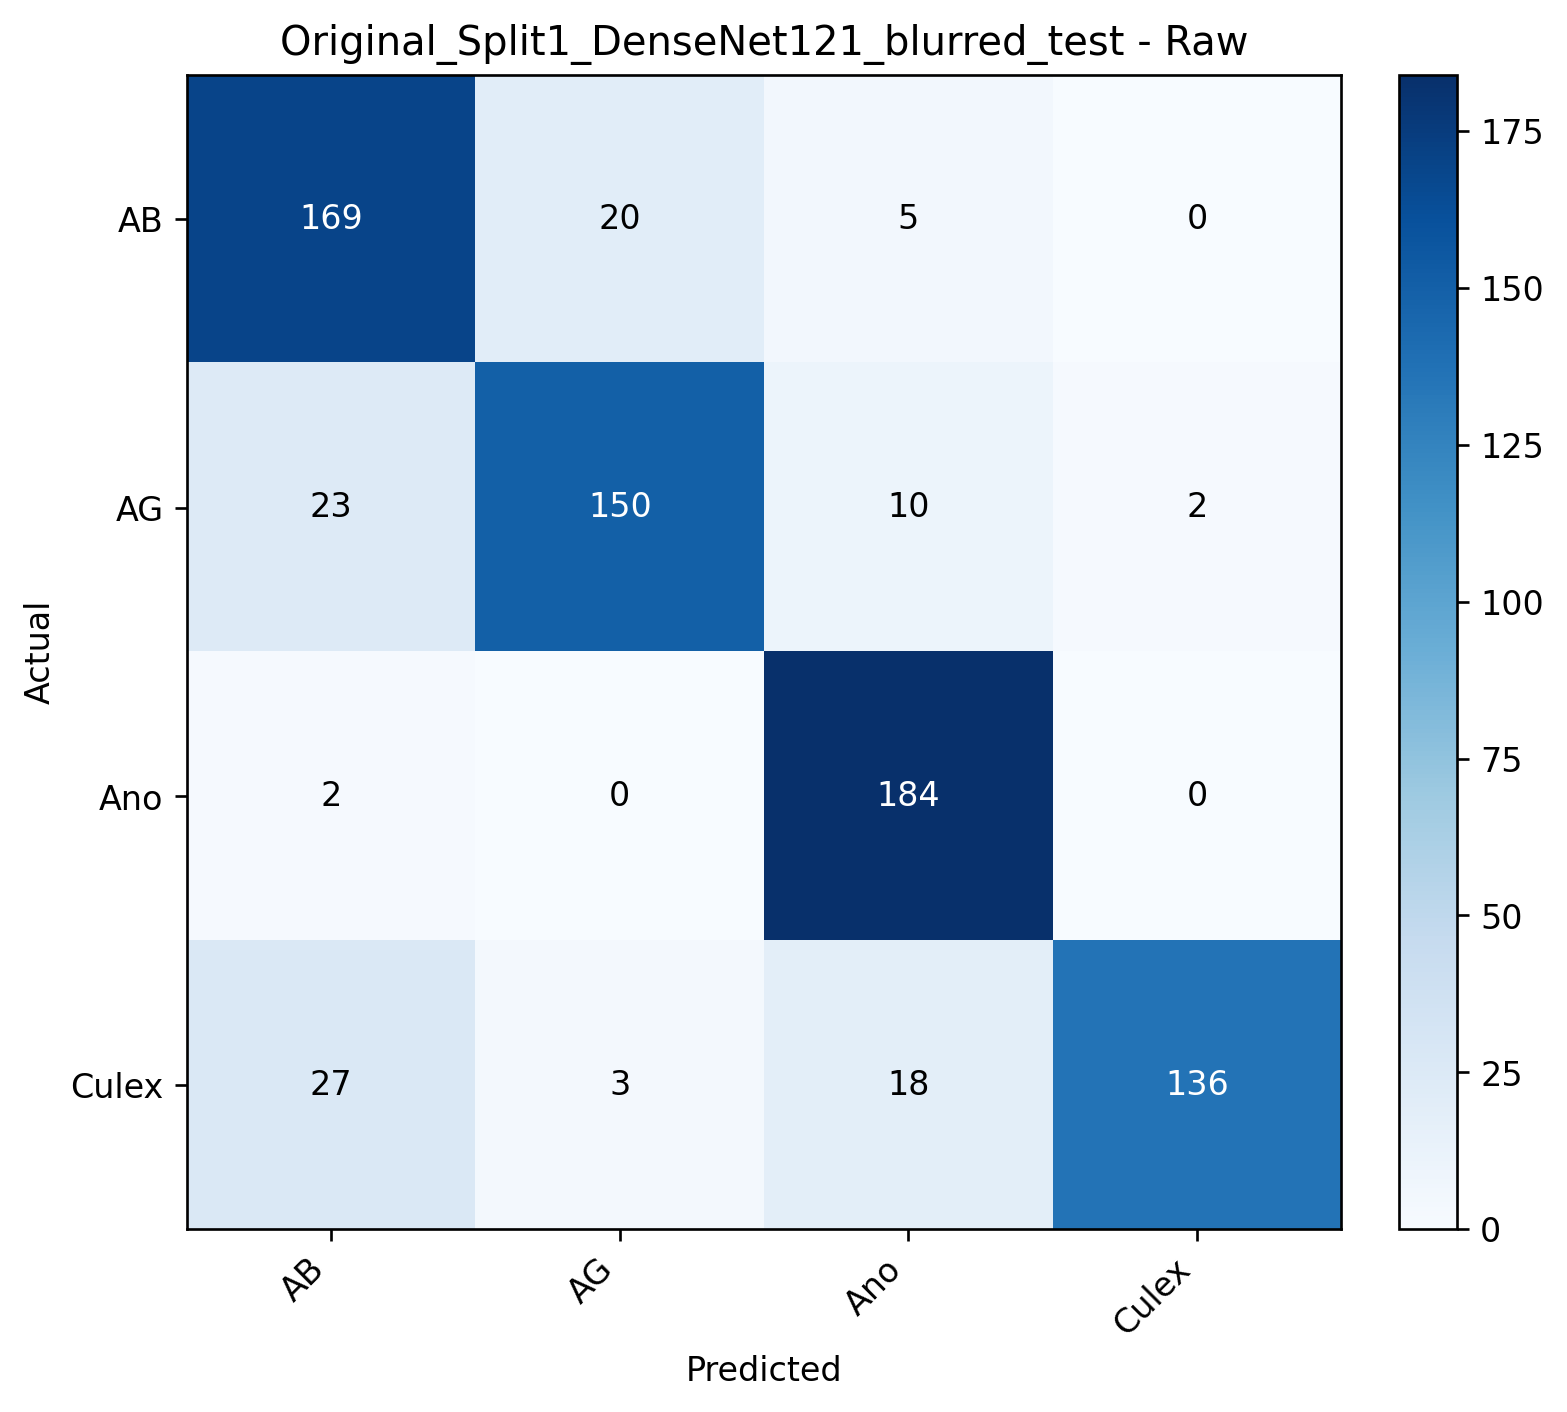 Original_Split1_DenseNet121_blurred_test - Raw
AB 169 20 5 0
AG 23 150 10 2
Ano 2 0 184 0
Culex 27 3 18 136
AB AG Ano Culex
Predicted
Actual
175
150
125
100
75
50
25
0